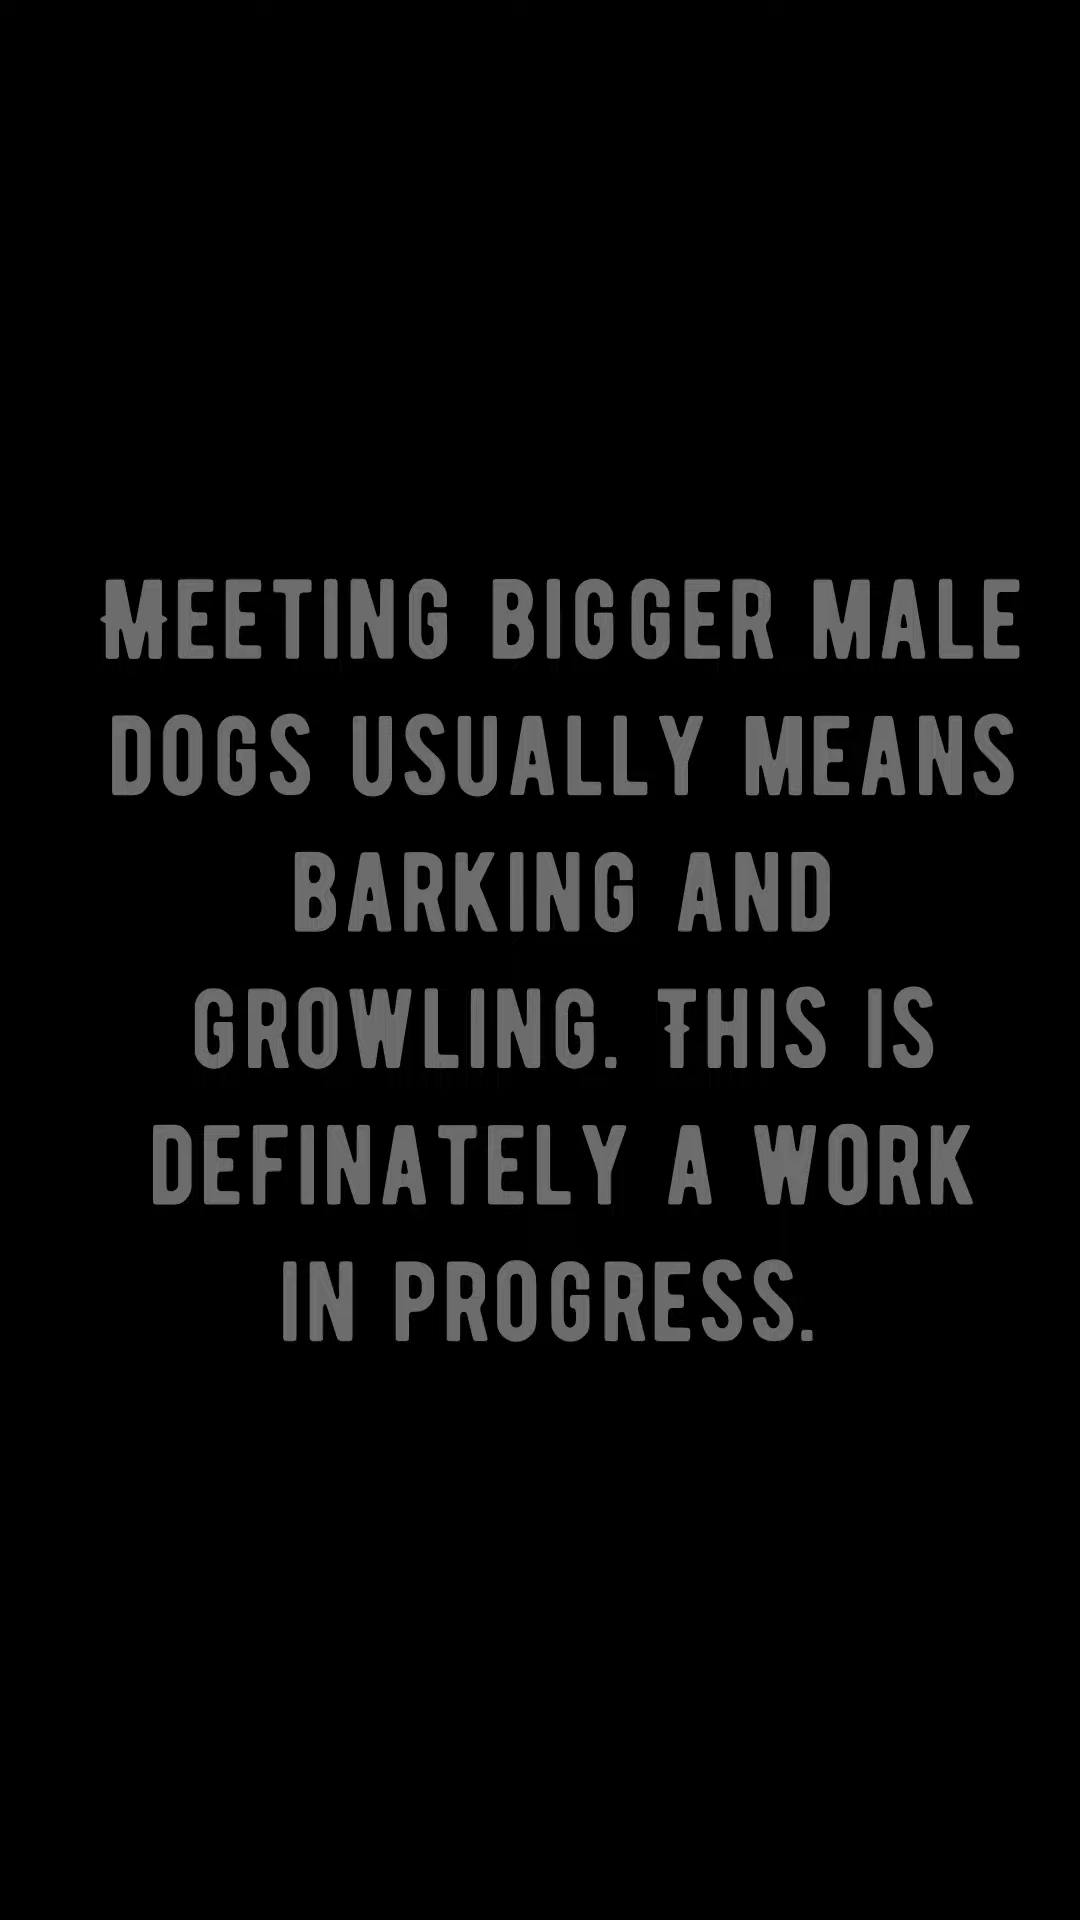 MEETING BIGGER MALE
DOGS USUALLY MEANS
BARKING AND
GROWLING. THIS IS
DEFINATELY A WORK
IN PROGRESS.